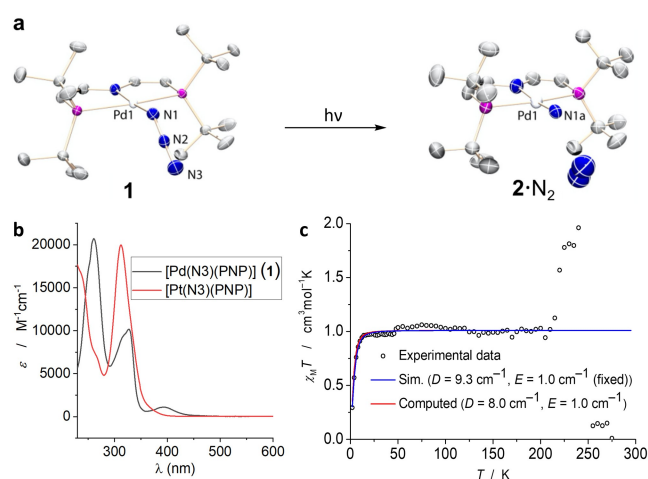 a
Pd1
N1
N2
N3
1
hν
Pd1
N1a
2·N₂
b
[Pd(N3)(PNP)] (1)
[Pt(N3)(PNP)]
20000
15000
10000
5000
0
ε / M⁻¹cm⁻¹
300 400 500 600
λ (nm)
c
2.0
1.5
1.0
0.5
0.0
χMT / cm³mol⁻¹K
Experimental data
Sim. (D = 9.3 cm⁻¹, E = 1.0 cm⁻¹ (fixed))
Computed (D = 8.0 cm⁻¹, E = 1.0 cm⁻¹)
0 50 100 150 200 250 300
T / K